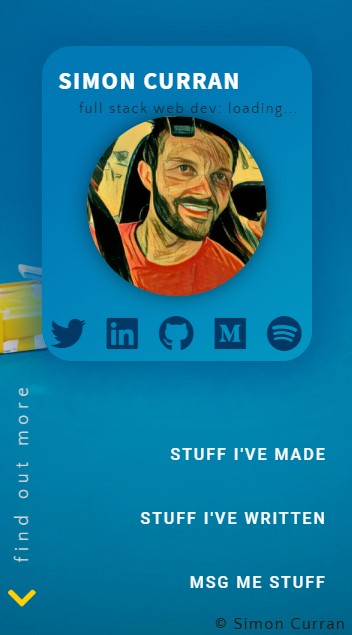 SIMON CURRAN
full stack web dev: loading...
find out more
STUFF I'VE MADE
STUFF I'VE WRITTEN
MSG ME STUFF
© Simon Curran